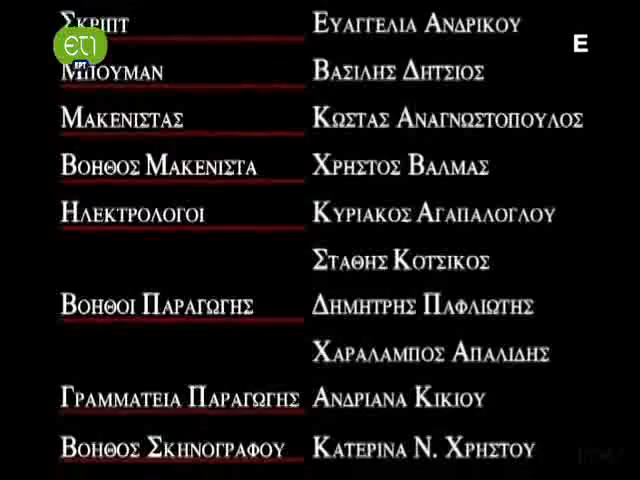 ΣΚΡΙΠΤ ΕΥΑΓΓΕΛΙΑ ΑΝΔΡΙΚΟΥ
ετ1
ΕΡΤ
E
ΜΠΟΥΜΑΝ ΒΑΣΙΛΗΣ ΔΗΤΣΙΟΣ
ΜΑΚΕΝΙΣΤΑΣ ΚΩΣΤΑΣ ΑΝΑΓΝΩΣΤΟΠΟΥΛΟΣ
ΒΟΗΘΟΣ ΜΑΚΕΝΙΣΤΑ ΧΡΗΣΤΟΣ ΒΑΛΜΑΣ
ΗΛΕΚΤΡΟΛΟΓΟΙ ΚΥΡΙΑΚΟΣ ΑΓΑΠΑΛΟΓΛΟΥ
ΣΤΑΘΗΣ ΚΟΤΣΙΚΟΣ
ΒΟΗΘΟΙ ΠΑΡΑΓΩΓΗΣ ΔΗΜΗΤΡΗΣ ΠΑΦΛΙΩΤΗΣ
ΧΑΡΑΛΑΜΠΟΣ ΑΠΑΛΙΔΗΣ
ΓΡΑΜΜΑΤΕΙΑ ΠΑΡΑΓΩΓΗΣ ΑΝΔΡΙΑΝΑ ΚΙΚΙΟΥ
ΒΟΗΘΟΣ ΣΚΗΝΟΓΡΑΦΟΥ ΚΑΤΕΡΙΝΑ Ν. ΧΡΗΣΤΟΥ